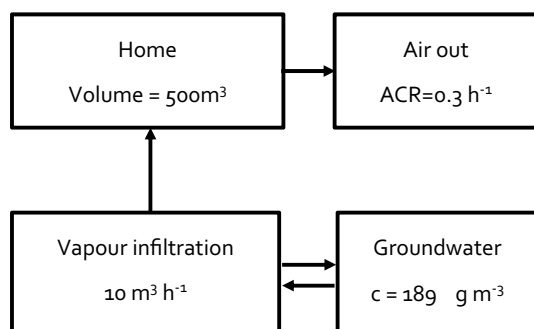 Home
Volume = 500m³
Air out
ACR=0.3 h⁻¹
Vapour infiltration
10 m³ h⁻¹
Groundwater
c = 189 g m⁻³